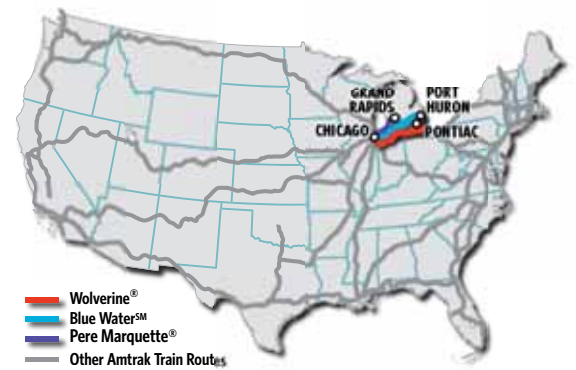 GRAND
RAPIDS
PORT
HURON
CHICAGO
PONTIAC
Wolverine®
Blue Water℠
Pere Marquette®
Other Amtrak Train Routes